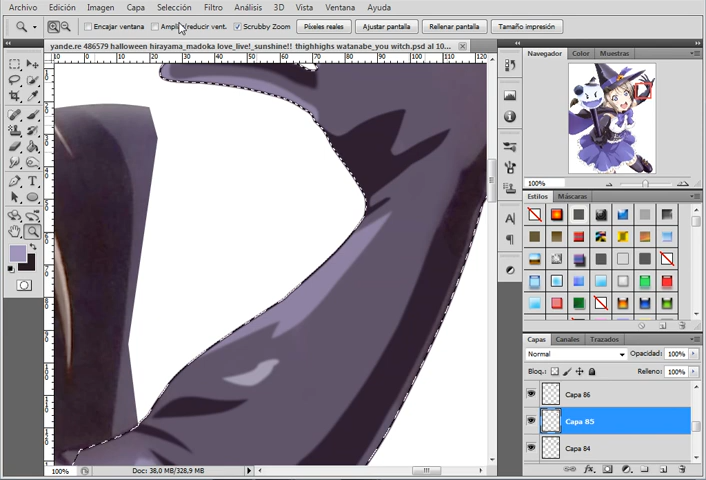 Archivo Edición Imagen Capa Selección Filtro Análisis 3D Vista Ventana Ayuda
Encajar ventana Scrubby Zoom Píxeles reales Ajustar pantalla Rellenar pantalla Tamaño impresión
yande.re 486579 halloween hirayama_madoka love_live!_sunshine!! thighhighs watanabe_you witch.psd al 10...
Navegador Color Muestras
100%
Estilos Máscaras
Capas Canales Trazados
Normal Opacidad: 100%
Bloq.: Relleno: 100%
Capa 86
Capa 85
Capa 84
100% Doc: 38,0 MB/328,9 MB